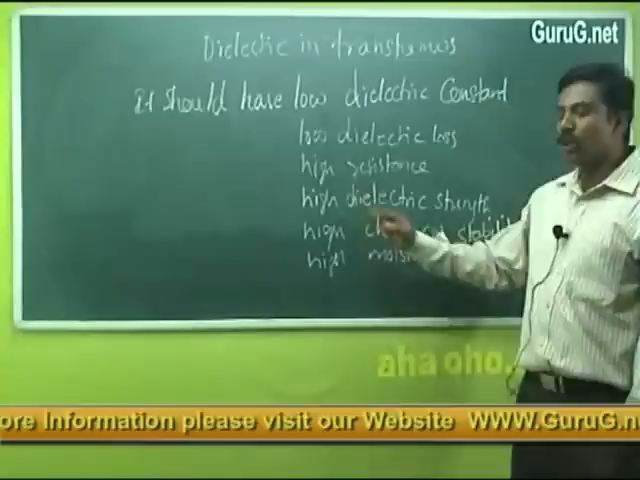 GuruG.net
Dielectric in transformers
it should have low dielectric Constant
low dielectric loss
high resistance
high dielectric strength
high
high
aha oho.
ore Information please visit our Website WWW.GuruG.ne